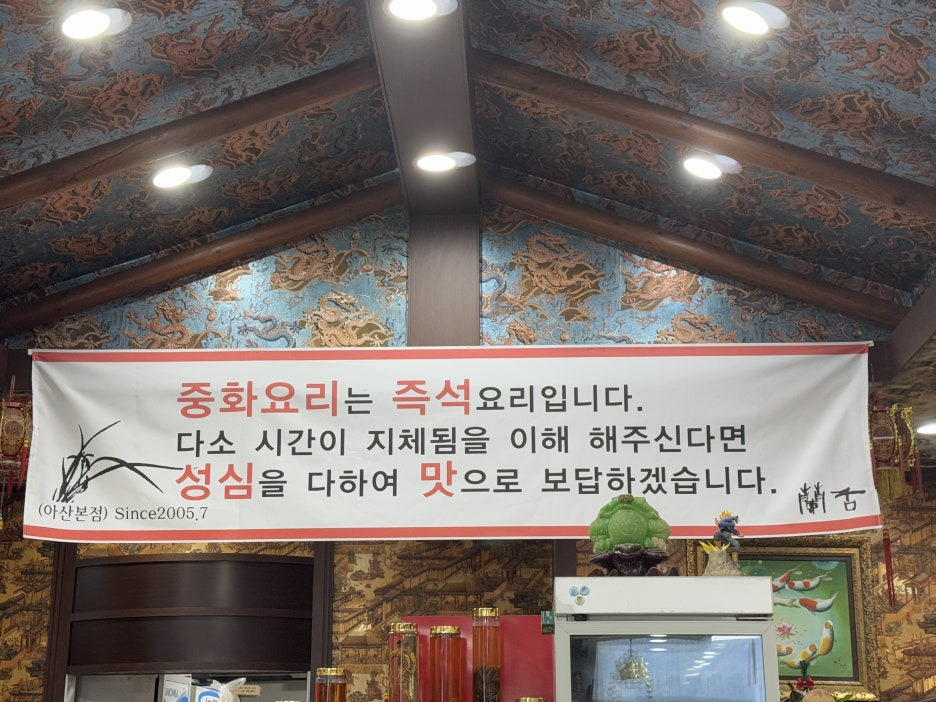 중화요리는 즉석요리입니다.
다소 시간이 지체됨을 이해 해주신다면
성심을 다하여 맛으로 보답하겠습니다.
(아산본점) Since2005.7